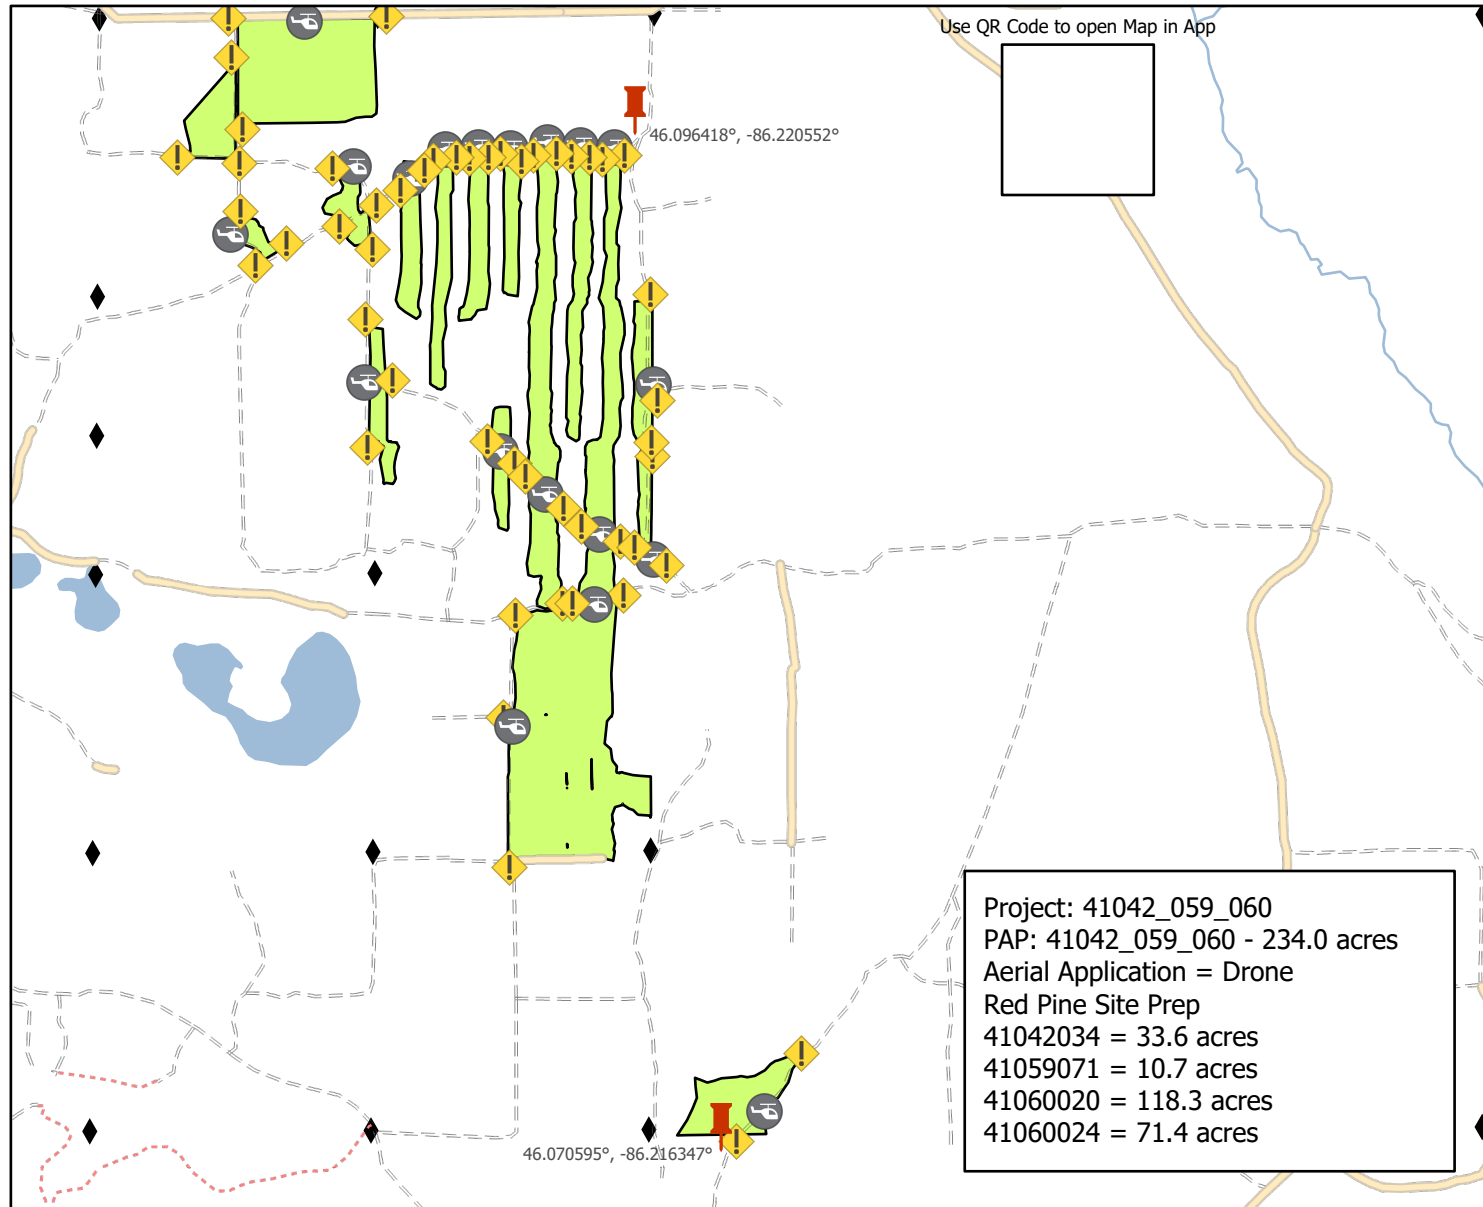 Use QR Code to open Map in App
46.096418°, -86.220552°
Project: 41042_059_060
PAP: 41042_059_060 - 234.0 acres
Aerial Application = Drone
Red Pine Site Prep
41042034 = 33.6 acres
41059071 = 10.7 acres
41060020 = 118.3 acres
41060024 = 71.4 acres
46.070595°, -86.216347°